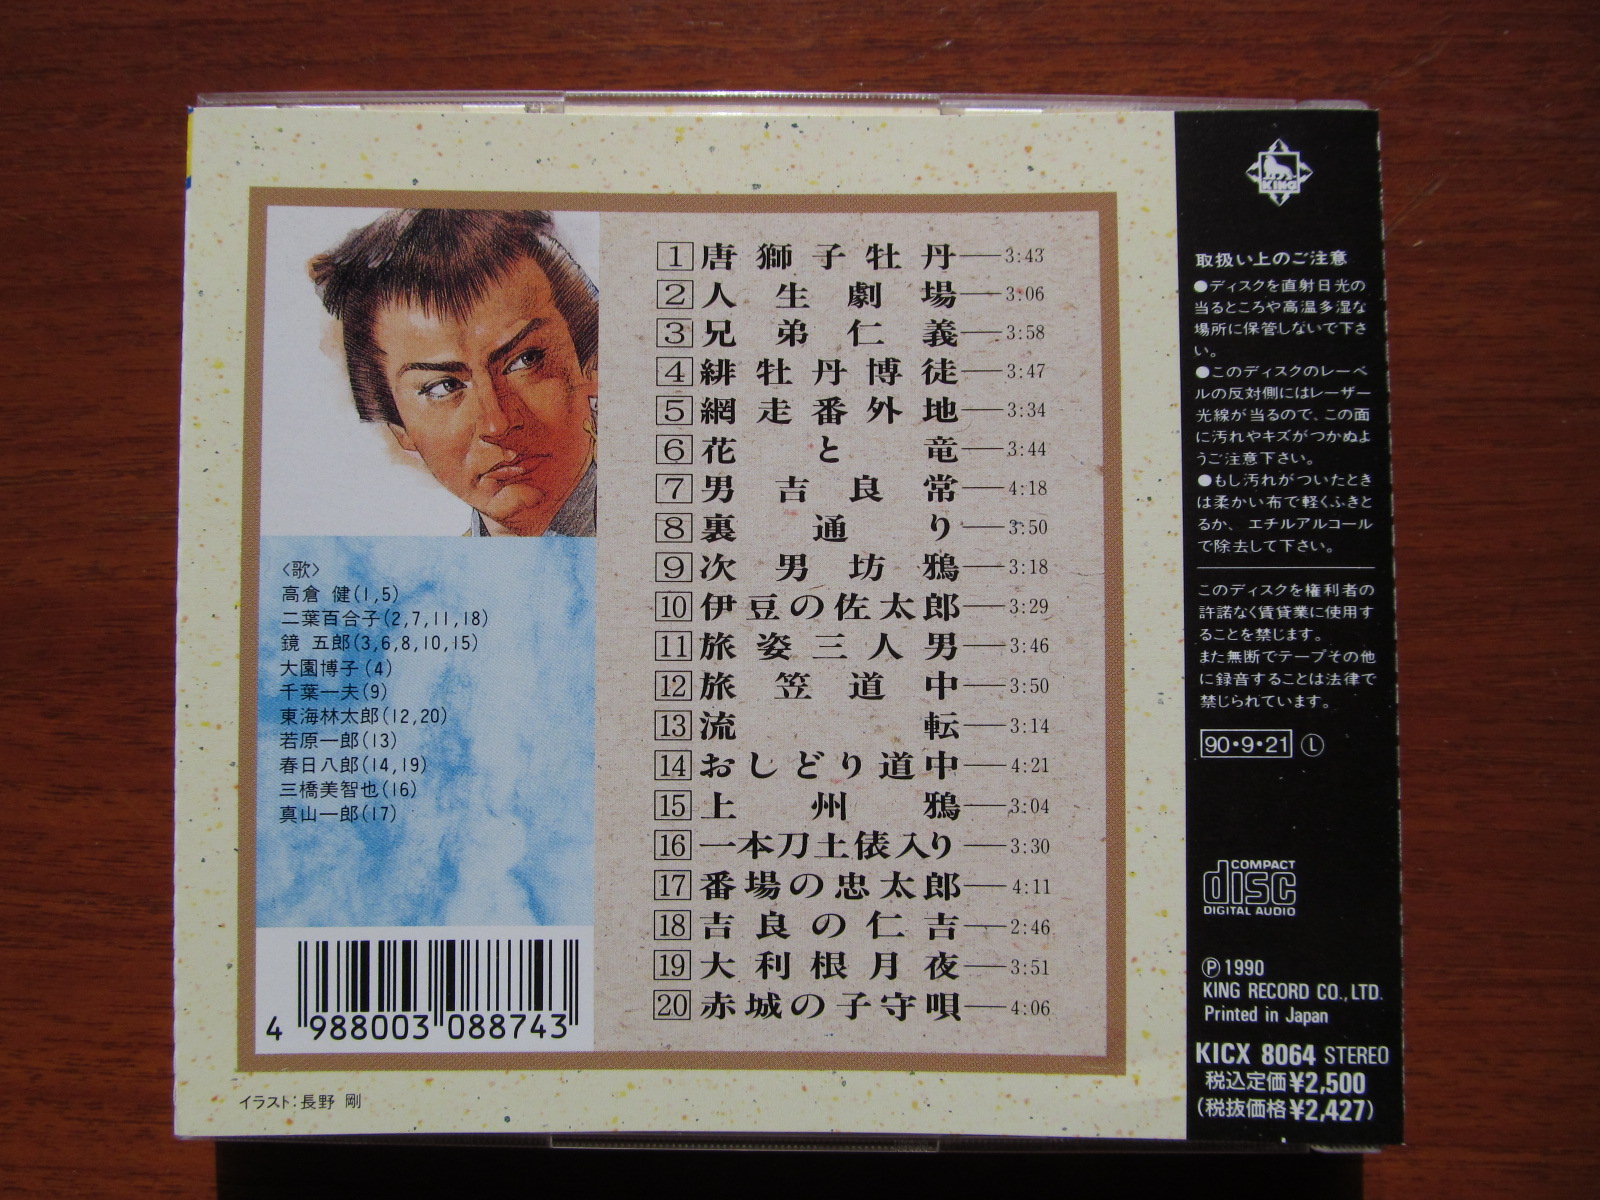 1 唐獅子牡丹 3:43
2 人生劇場 3:06
3 兄弟仁義 3:58
4 緋牡丹博徒 3:47
5 網走番外地 3:34
6 花と竜 3:44
7 男吉良常 4:18
8 裏通り 3:50
9 次男坊鴉 3:18
10 伊豆の佐太郎 3:29
11 旅姿三人男 3:46
12 旅笠道中 3:50
13 流転 3:14
14 おしどり道中 4:21
15 上州鴉 3:04
16 一本刀土俵入り 3:30
17 番場の忠太郎 4:11
18 吉良の仁吉 2:46
19 大利根月夜 3:51
20 赤城の子守唄 4:06
〈歌〉
高倉 健(1,5)
二葉百合子(2,7,11,18)
鏡 五郎(3,6,8,10,15)
大園博子(4)
千葉一夫(9)
東海林太郎(12,20)
若原一郎(13)
春日八郎(14,19)
三橋美智也(16)
真山一郎(17)
4 988003 088743
イラスト:長野 剛
KING
取扱い上のご注意
●ディスクを直射日光の
当るところや高温多湿な
場所に保管しないで下さ
い。
●このディスクのレーベ
ルの反対側にはレーザー
光線が当るので、この面
に汚れやキズがつかぬよ
うご注意下さい。
●もし汚れがついたとき
は柔かい布で軽くふきと
るか、エチルアルコール
で除去して下さい。
このディスクを権利者の
許諾なく賃貸業に使用す
ることを禁じます。
また無断でテープその他
に録音することは法律で
禁じられています。
90・9・21 Ⓛ
COMPACT
disc
DIGITAL AUDIO
Ⓟ1990
KING RECORD CO.,LTD.
Printed in Japan
KICX 8064 STEREO
税込定価¥2,500
(税抜価格¥2,427)